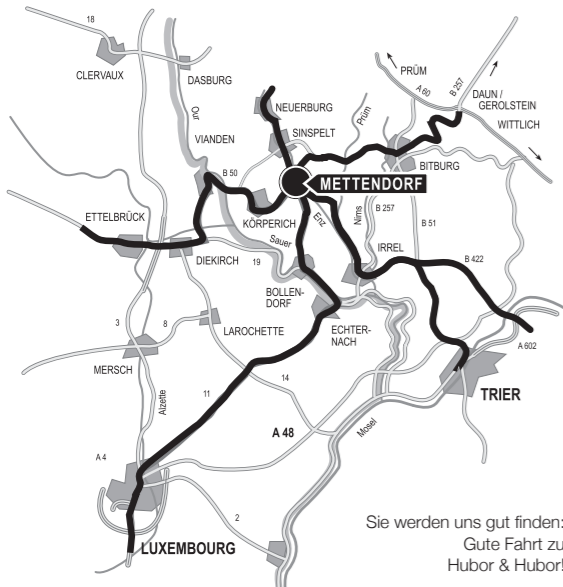 18
CLERVAUX
DASBURG
Our
VIANDEN
NEUERBURG
SINSPELT
Prüm
PRÜM
A 60
B 257
DAUN /
GEROLSTEIN
WITTLICH
BITBURG
B 50
METTENDORF
ETTELBRÜCK
KÖRPERICH
Enz
Nims
B 257
B 51
DIEKIRCH
19
Sauer
IRREL
B 422
BOLLEN-
DORF
ECHTER-
NACH
3
8
LAROCHETTE
MERSCH
A 602
Alzette
11
14
TRIER
A 48
Mosel
A 4
2
LUXEMBOURG
Sie werden uns gut finden:
Gute Fahrt zu
Hubor & Hubor!